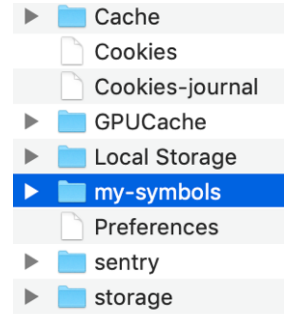 Cache
Cookies
Cookies-journal
GPUCache
Local Storage
my-symbols
Preferences
sentry
storage